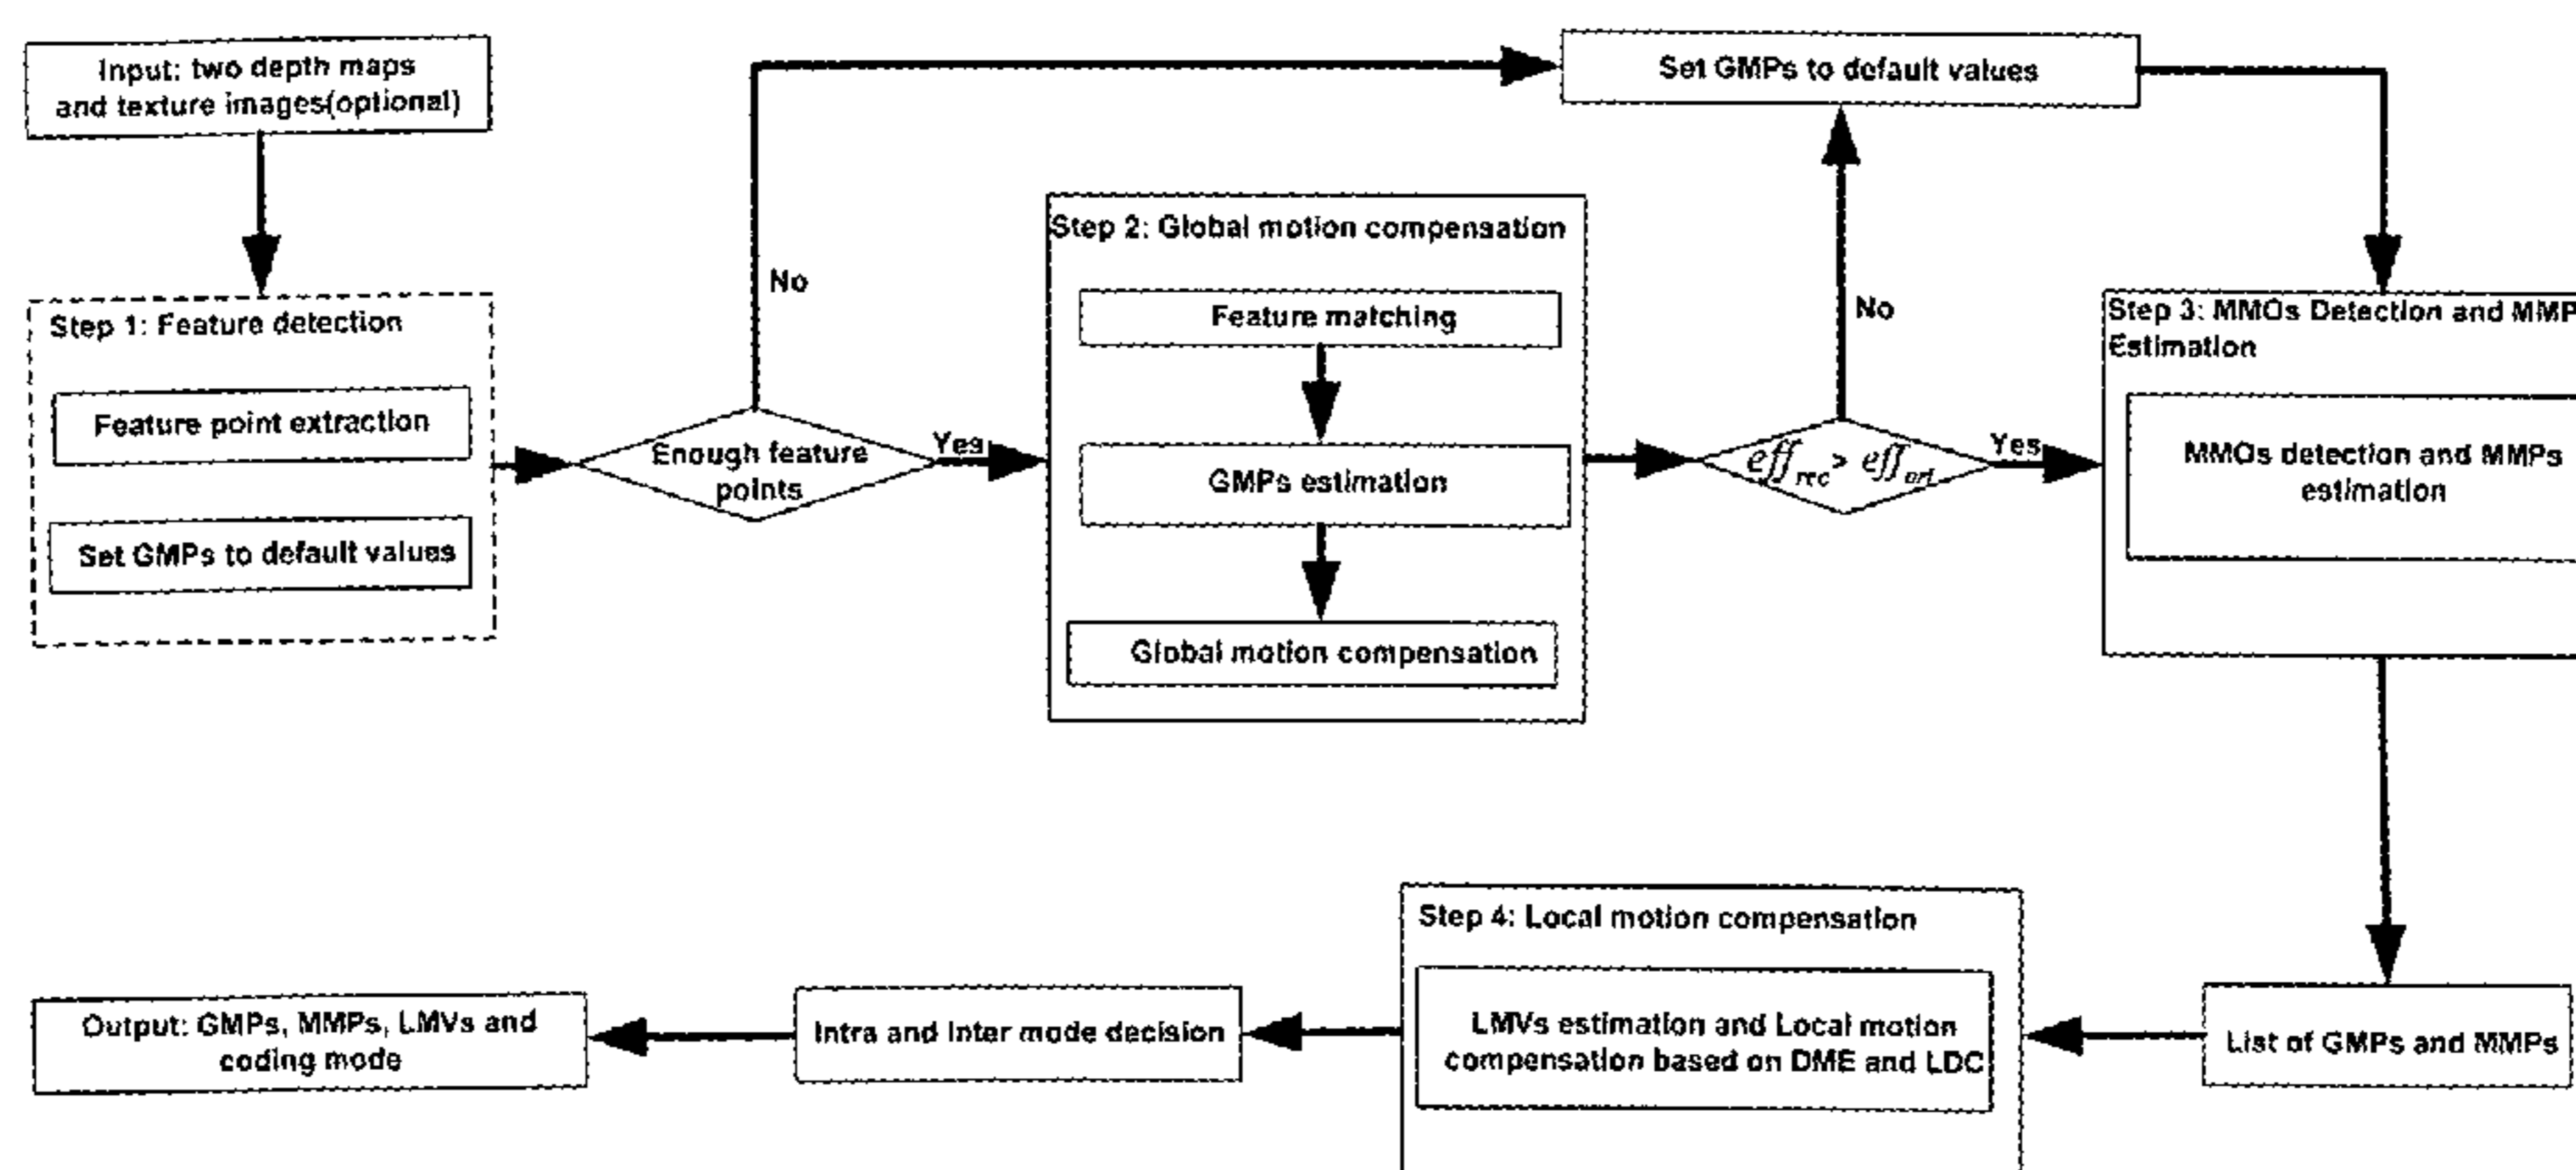 Input: two depth maps
and texture images(optional)
Set GMPs to default values
No
Step 1: Feature detection
Feature point extraction
Set GMPs to default values
Enough feature
points
Yes
Step 2: Global motion compensation
Feature matching
GMPs estimation
Global motion compensation
eff rec > eff ori
No
Yes
Step 3: MMOs Detection and MMP
Estimation
MMOs detection and MMPs
estimation
List of GMPs and MMPs
Step 4: Local motion compensation
LMVs estimation and Local motion
compensation based on DME and LDC
Intra and Inter mode decision
Output: GMPs, MMPs, LMVs and
coding mode